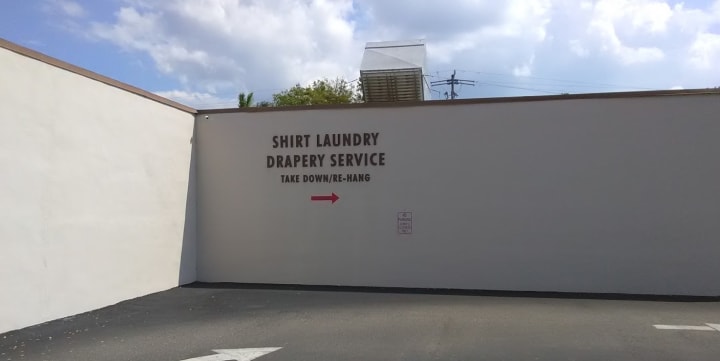 SHIRT LAUNDRY
DRAPERY SERVICE
TAKE DOWN/RE-HANG